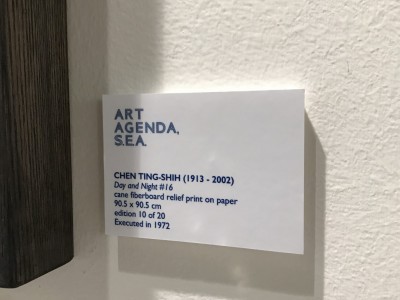 ART
AGENDA,
S.E.A.
CHEN TING-SHIH (1913 - 2002)
Day and Night #16
cane fiberboard relief print on paper
90.5 x 90.5 cm
edition 10 of 20
Executed in 1972